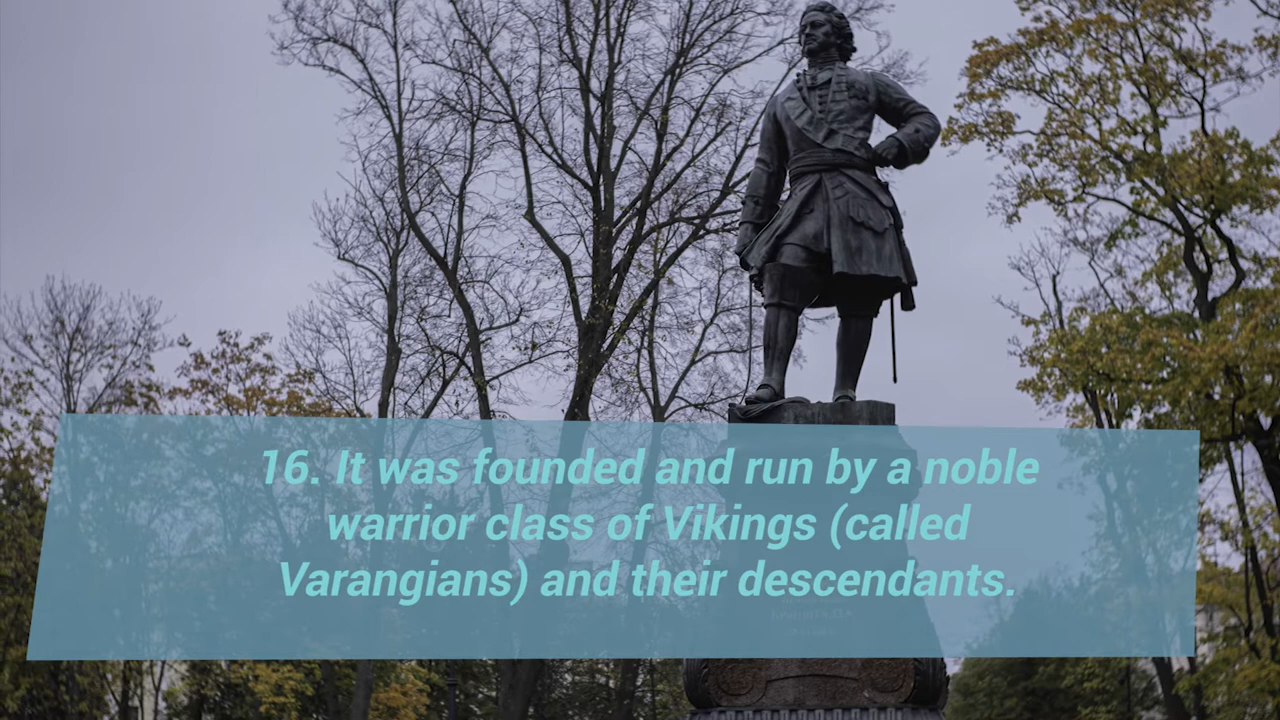 16. It was founded and run by a noble
warrior class of Vikings (called
Varangians) and their descendants.